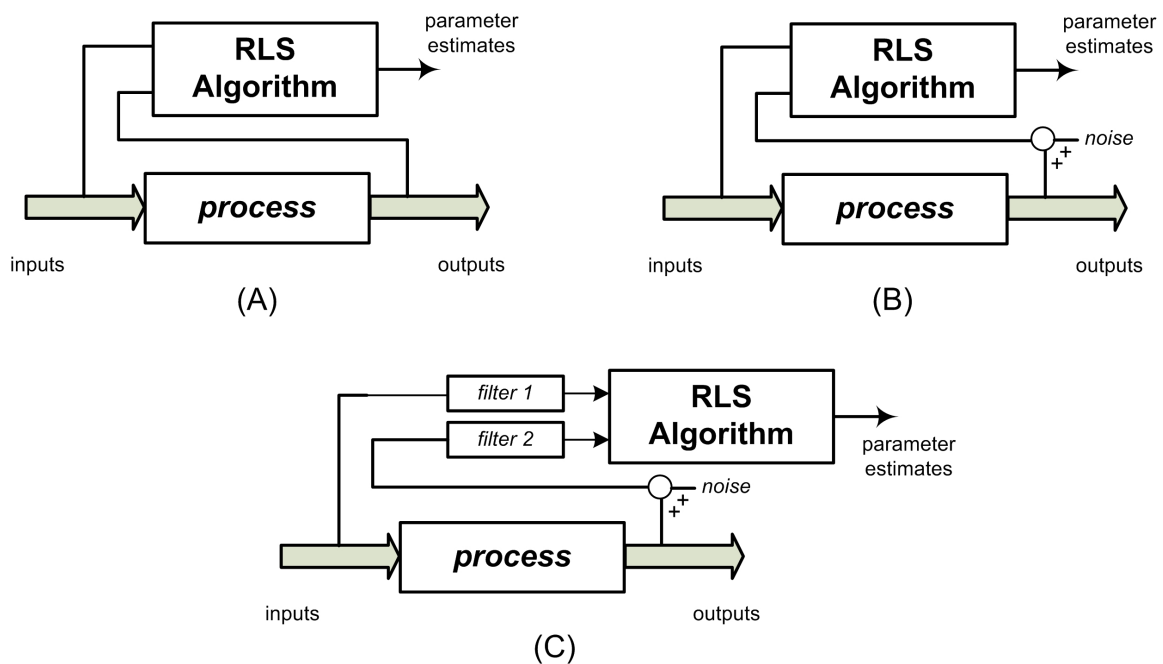 parameter
estimates
RLS
Algorithm
process
inputs
outputs
(A)
parameter
estimates
RLS
Algorithm
noise
+ +
process
inputs
outputs
(B)
filter 1
filter 2
RLS
Algorithm
parameter
estimates
noise
+ +
process
inputs
outputs
(C)